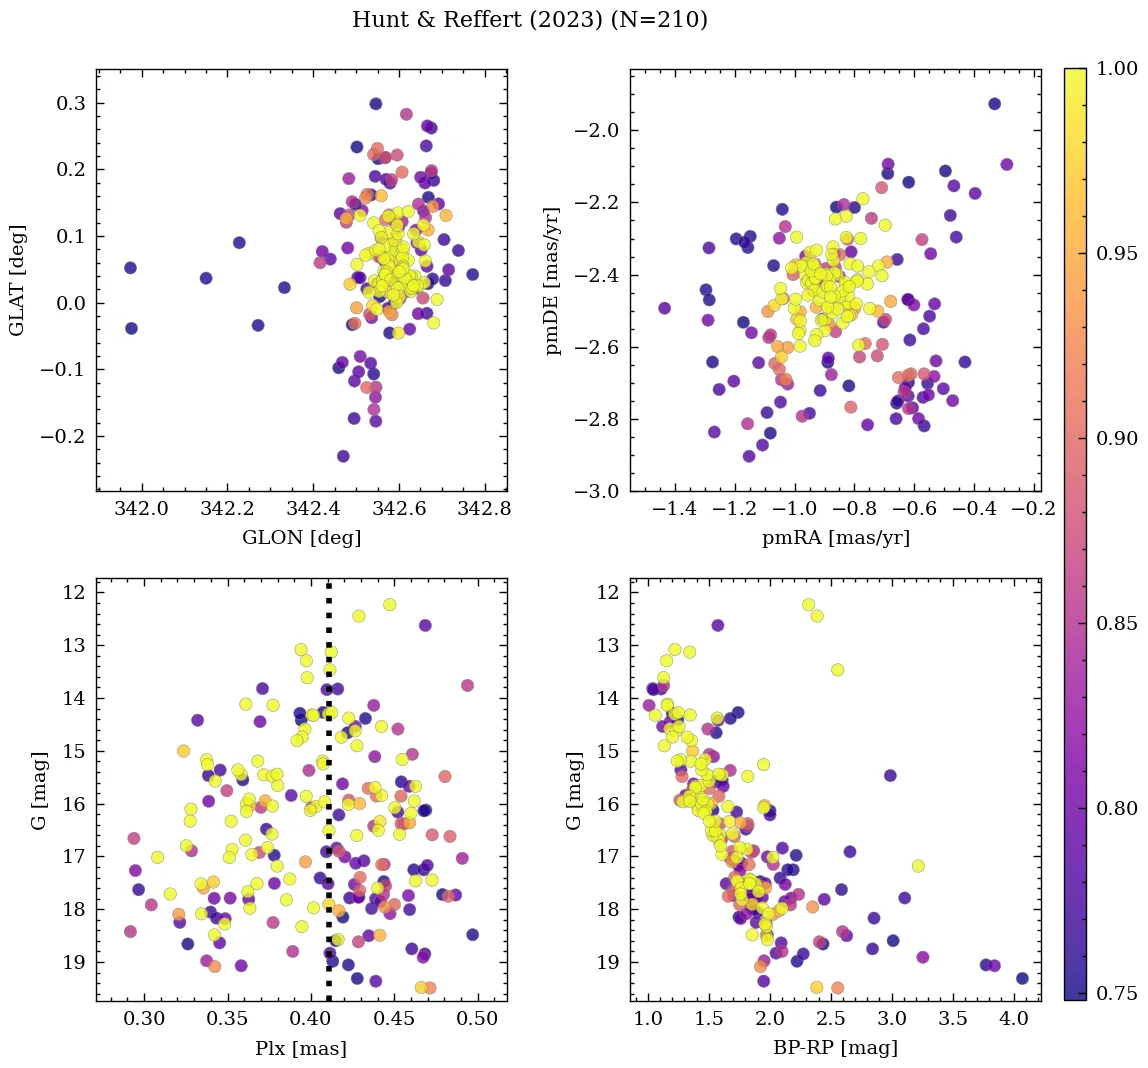 Hunt & Reffert (2023) (N=210)
0.3
0.2
0.1
0.0
−0.1
−0.2
GLAT [deg]
342.0 342.2 342.4 342.6 342.8
GLON [deg]
−2.0
−2.2
−2.4
−2.6
−2.8
−3.0
pmDE [mas/yr]
−1.4 −1.2 −1.0 −0.8 −0.6 −0.4 −0.2
pmRA [mas/yr]
12
13
14
15
16
17
18
19
G [mag]
0.30 0.35 0.40 0.45 0.50
Plx [mas]
12
13
14
15
16
17
18
19
G [mag]
1.0 1.5 2.0 2.5 3.0 3.5 4.0
BP-RP [mag]
1.00
0.95
0.90
0.85
0.80
0.75